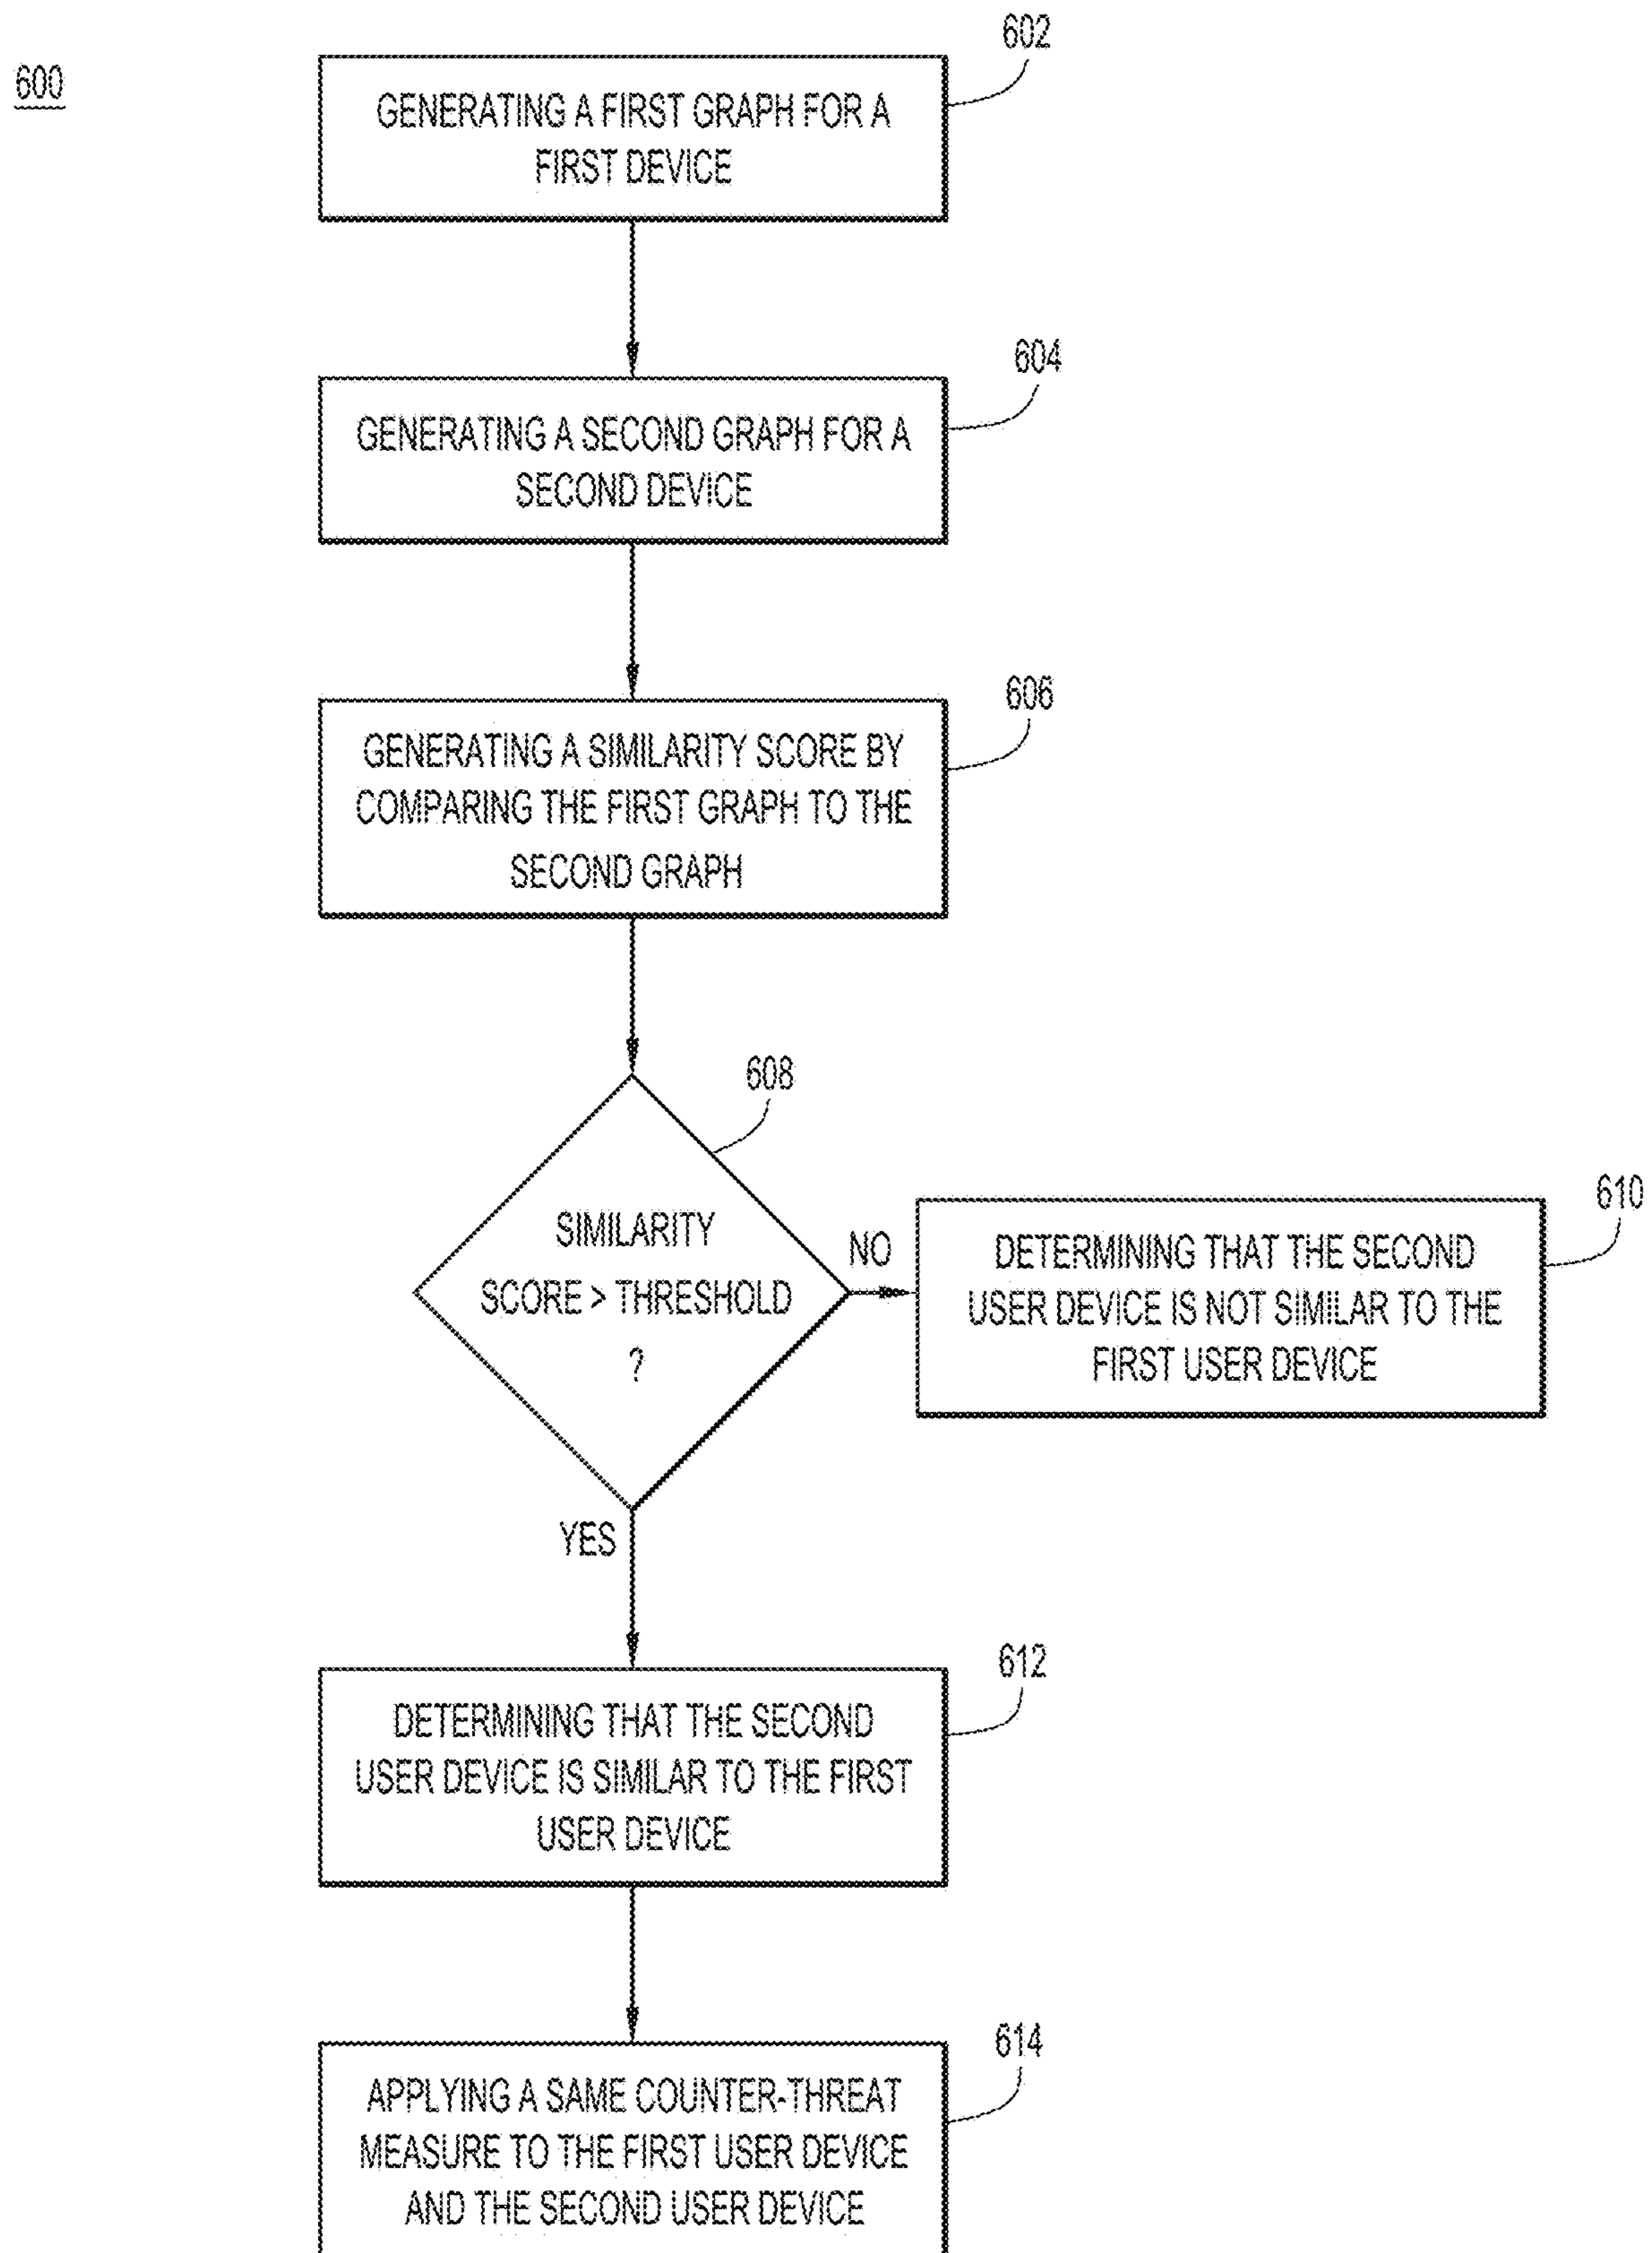 600
602
GENERATING A FIRST GRAPH FOR A
FIRST DEVICE
604
GENERATING A SECOND GRAPH FOR A
SECOND DEVICE
606
GENERATING A SIMILARITY SCORE BY
COMPARING THE FIRST GRAPH TO THE
SECOND GRAPH
608
SIMILARITY
SCORE > THRESHOLD
?
NO
610
DETERMINING THAT THE SECOND
USER DEVICE IS NOT SIMILAR TO THE
FIRST USER DEVICE
YES
612
DETERMINING THAT THE SECOND
USER DEVICE IS SIMILAR TO THE FIRST
USER DEVICE
614
APPLYING A SAME COUNTER-THREAT
MEASURE TO THE FIRST USER DEVICE
AND THE SECOND USER DEVICE